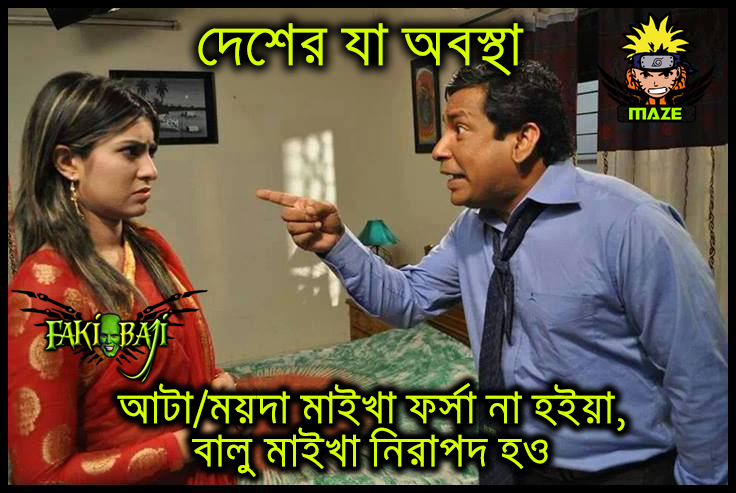 দেশের যা অবস্থা
MAZE
FAKIBAJI
আটা/ময়দা মাইখা ফর্সা না হইয়া,
বালু মাইখা নিরাপদ হও